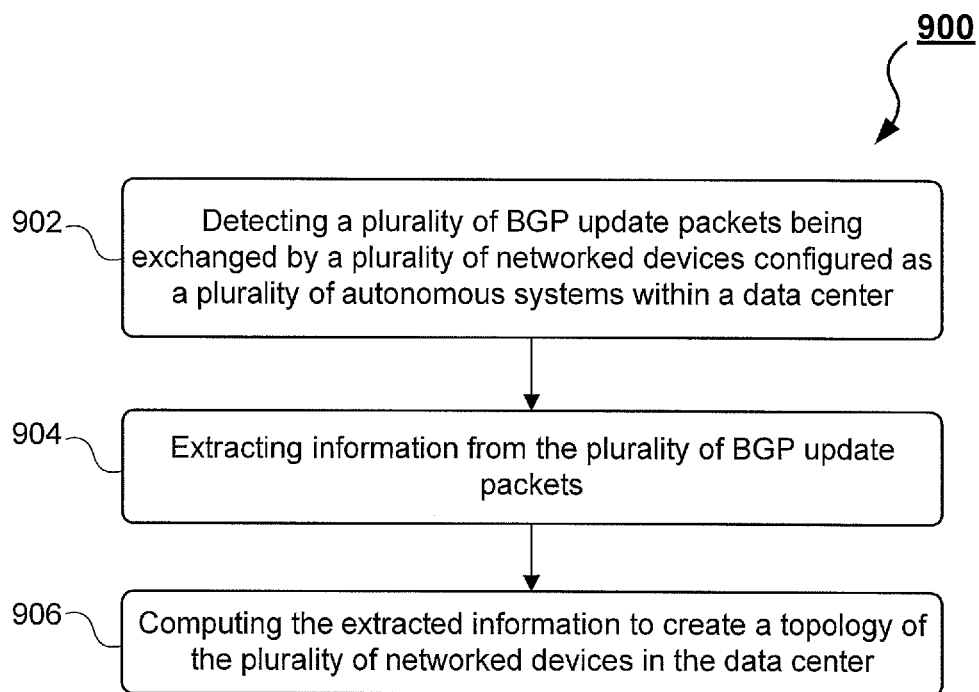 900
902
Detecting a plurality of BGP update packets being
exchanged by a plurality of networked devices configured as
a plurality of autonomous systems within a data center
904
Extracting information from the plurality of BGP update
packets
906
Computing the extracted information to create a topology of
the plurality of networked devices in the data center